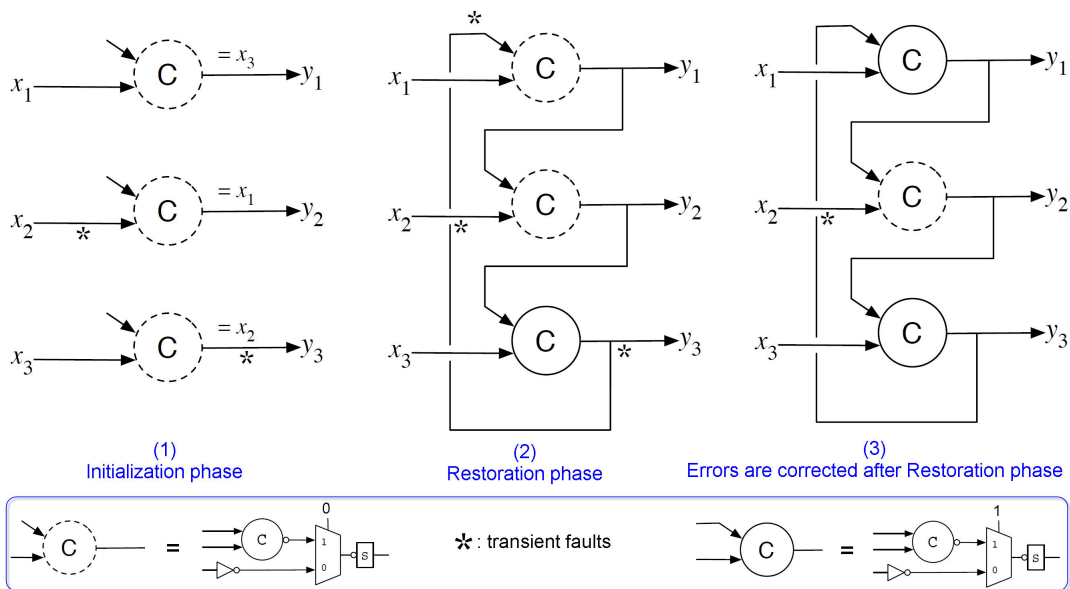 x1 C = x3 y1
x2 C = x1 y2
* 
x3 C = x2 y3
*
(1)
Initialization phase
*
x1 C y1
x2 C y2
*
x3 C y3
*
(2)
Restoration phase
x1 C y1
x2 C y2
*
x3 C y3
(3)
Errors are corrected after Restoration phase
C = C 0 1 0 S
* : transient faults
C = C 1 1 0 S